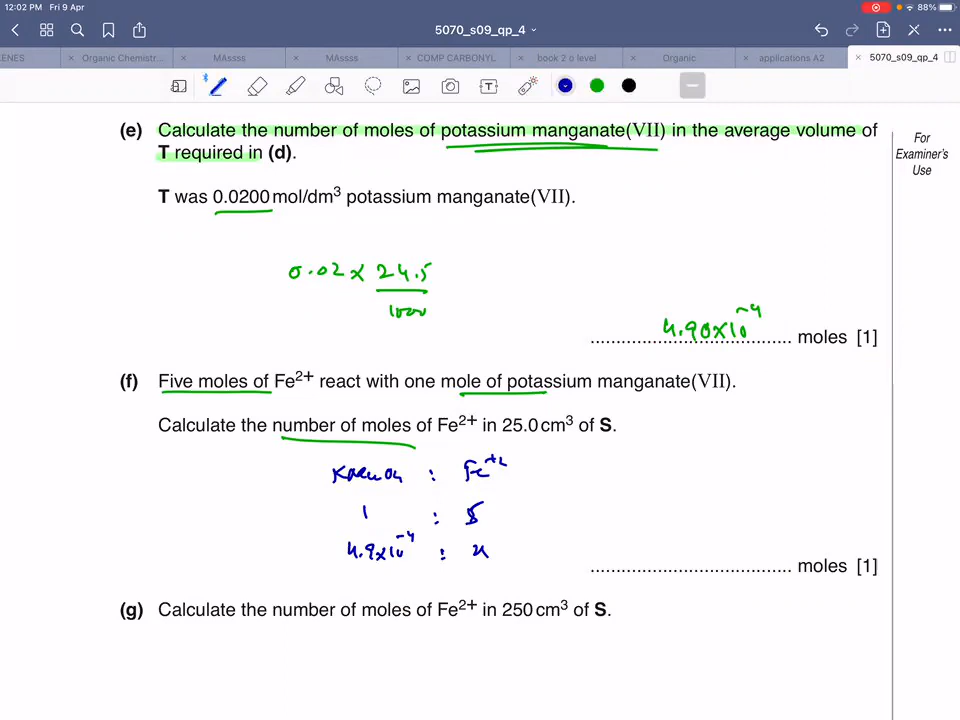 12:02 PM Fri 9 Apr 88%
5070_s09_qp_4
ENES Organic Chemistr... MAssss MAssss COMP CARBONYL book 2 o level Organic applications A2 5070_s09_qp_4
(e) Calculate the number of moles of potassium manganate(VII) in the average volume of
T required in (d).
For
Examiner's
Use
T was 0.0200 mol/dm³ potassium manganate(VII).
0.02 x 24.5
1000
4.90x10⁻⁴
.......................................... moles [1]
(f) Five moles of Fe²⁺ react with one mole of potassium manganate(VII).
Calculate the number of moles of Fe²⁺ in 25.0 cm³ of S.
: Fe⁺²
1 : 5
4.9x10⁻⁴ : x
.......................................... moles [1]
(g) Calculate the number of moles of Fe²⁺ in 250 cm³ of S.